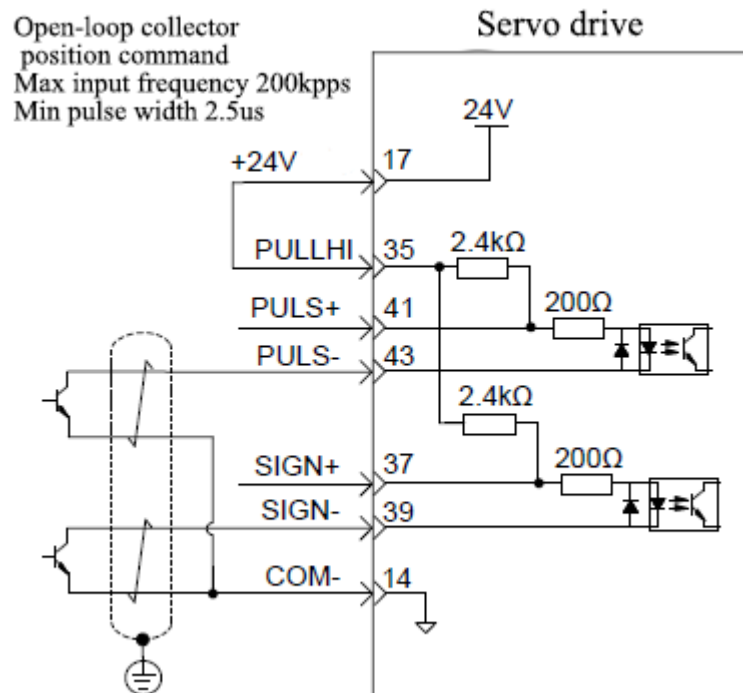 Open-loop collector
position command
Max input frequency 200kpps
Min pulse width 2.5us
Servo drive
24V
+24V 17
PULLHI 35 2.4kΩ
PULS+ 41 200Ω
PULS- 43
2.4kΩ
SIGN+ 37 200Ω
SIGN- 39
COM- 14